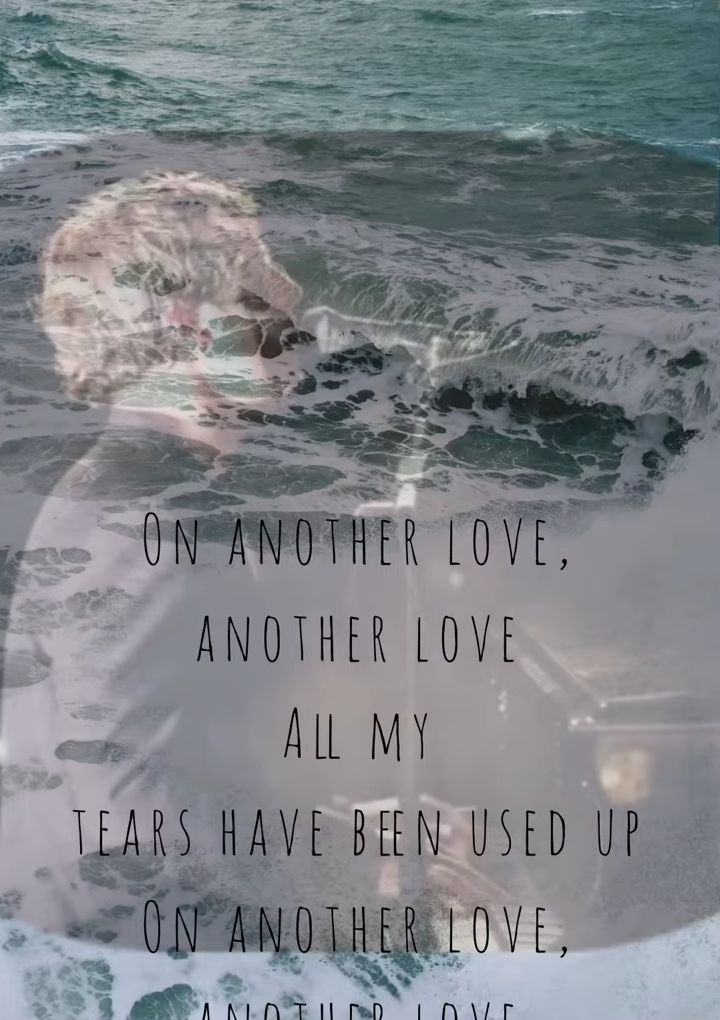 On another love,
another love
All my
tears have been used up
On another love,
another love